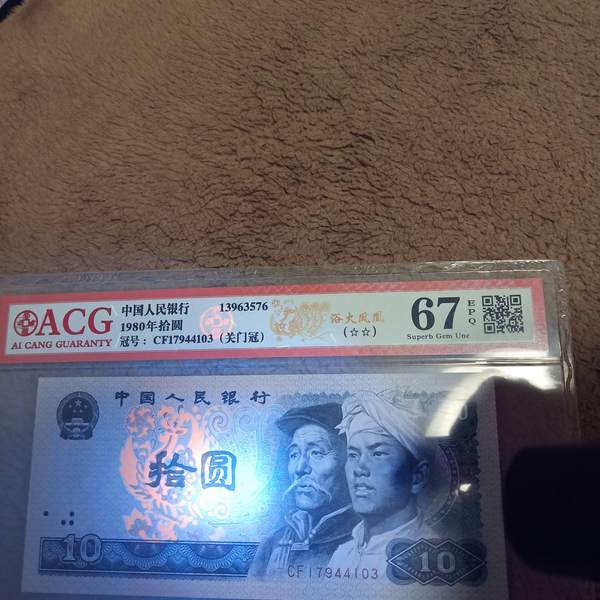 ACG
AI CANG GUARANTY
中国人民银行 13963576
1980年拾圆
冠号: CF17944103 (关门冠)
浴火凤凰
(☆☆)
67
EPQ
Superb Gem Unc
中国人民银行
拾圆
10
10
CF17944103